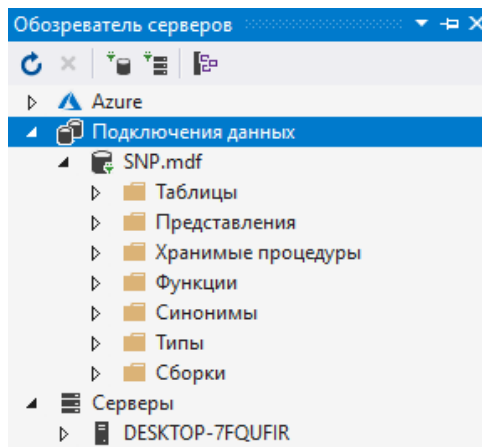 Обозреватель серверов
Azure
Подключения данных
SNP.mdf
Таблицы
Представления
Хранимые процедуры
Функции
Синонимы
Типы
Сборки
Серверы
DESKTOP-7FQUFIR